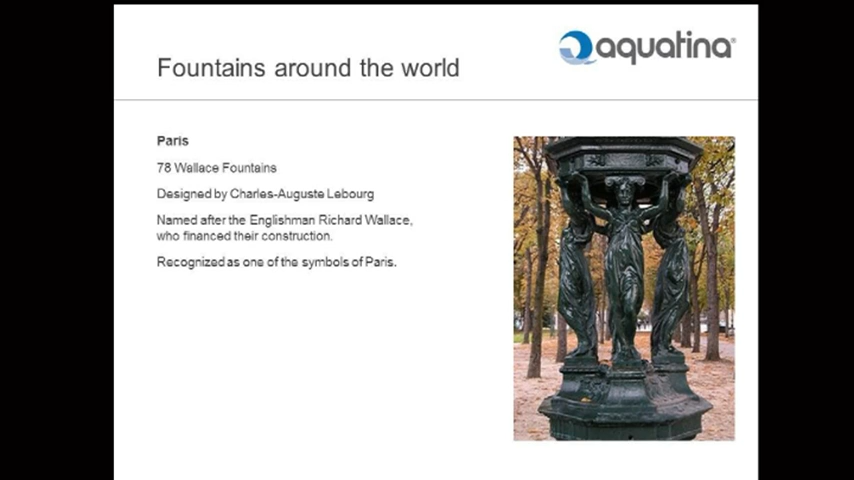 Fountains around the world
aquatina®
Paris
78 Wallace Fountains
Designed by Charles-Auguste Lebourg
Named after the Englishman Richard Wallace,
who financed their construction.
Recognized as one of the symbols of Paris.